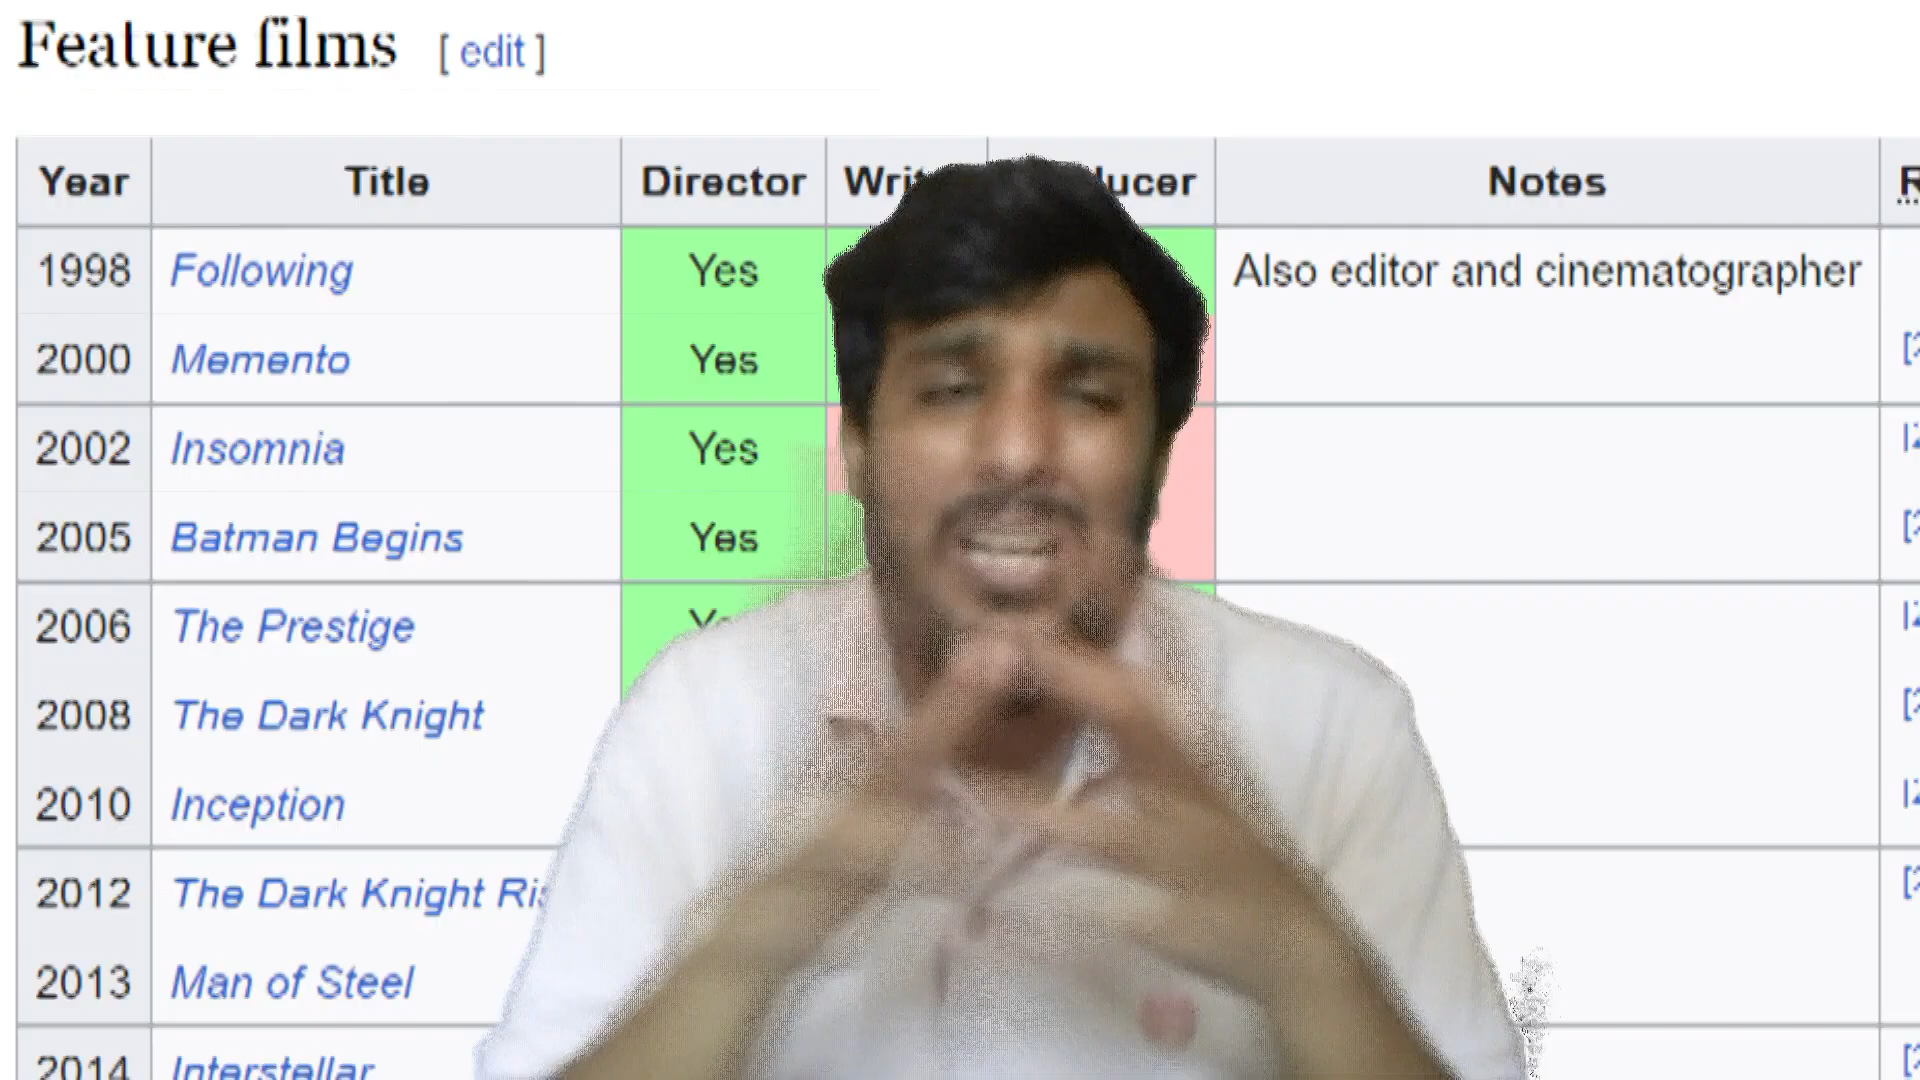 Feature films [ edit ]
Year Title Director Notes
1998 Following Yes Also editor and cinematographer
2000 Memento Yes
2002 Insomnia Yes
2005 Batman Begins Yes
2006 The Prestige
2008 The Dark Knight
2010 Inception
2012 The Dark Knight
2013 Man of Steel
2014 Interstellar